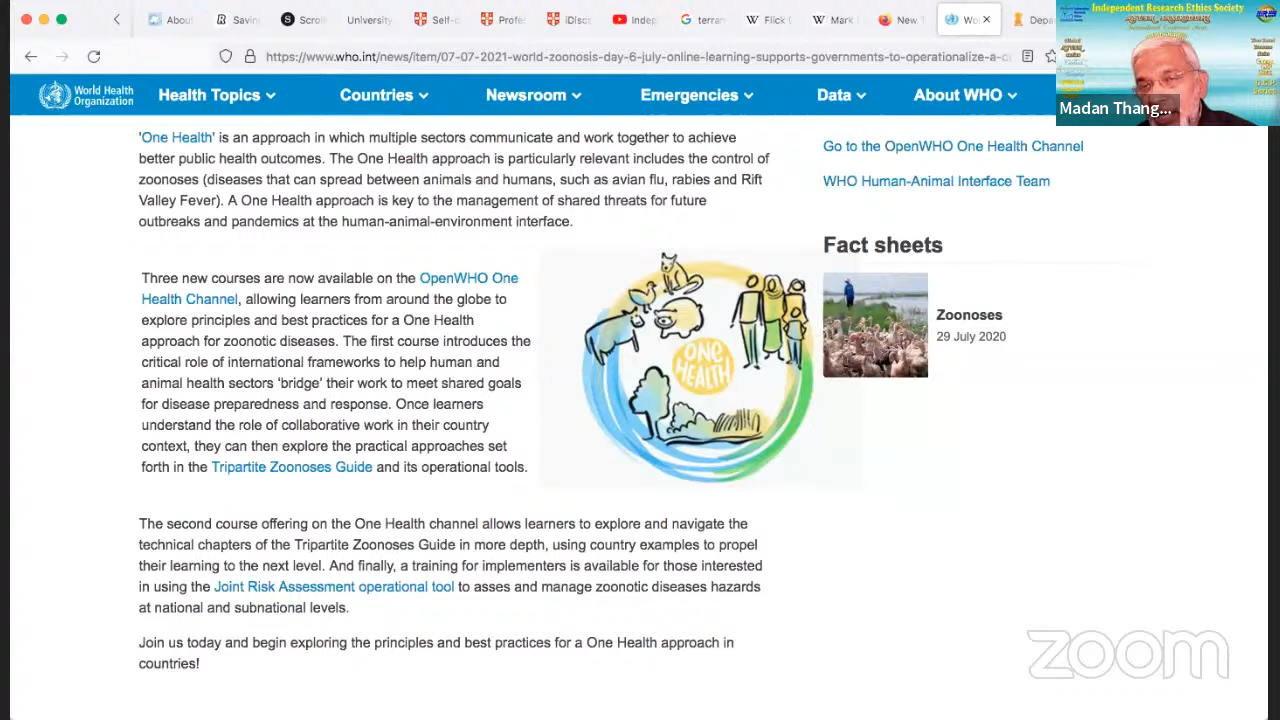 Abou
Savin
Scrol
University
Self-c
Profe
iDisc
Indep
terran
Flick
Mark
New T
Wo
Depa
https://www.who.int/news/item/07-07-2021-world-zoonosis-day-6-july-online-learning-supports-governments-to-operationalize-a-c
Independent Research Ethics Society
Series
Madan Thang...
World Health
Organization
Health Topics
Countries
Newsroom
Emergencies
Data
About WHO
'One Health' is an approach in which multiple sectors communicate and work together to achieve
better public health outcomes. The One Health approach is particularly relevant includes the control of
zoonoses (diseases that can spread between animals and humans, such as avian flu, rabies and Rift
Valley Fever). A One Health approach is key to the management of shared threats for future
outbreaks and pandemics at the human-animal-environment interface.
Three new courses are now available on the OpenWHO One
Health Channel, allowing learners from around the globe to
explore principles and best practices for a One Health
approach for zoonotic diseases. The first course introduces the
critical role of international frameworks to help human and
animal health sectors 'bridge' their work to meet shared goals
for disease preparedness and response. Once learners
understand the role of collaborative work in their country
context, they can then explore the practical approaches set
forth in the Tripartite Zoonoses Guide and its operational tools.
ONE
HEALTH
The second course offering on the One Health channel allows learners to explore and navigate the
technical chapters of the Tripartite Zoonoses Guide in more depth, using country examples to propel
their learning to the next level. And finally, a training for implementers is available for those interested
in using the Joint Risk Assessment operational tool to asses and manage zoonotic diseases hazards
at national and subnational levels.
Join us today and begin exploring the principles and best practices for a One Health approach in
countries!
Go to the OpenWHO One Health Channel
WHO Human-Animal Interface Team
Fact sheets
Zoonoses
29 July 2020
zoom